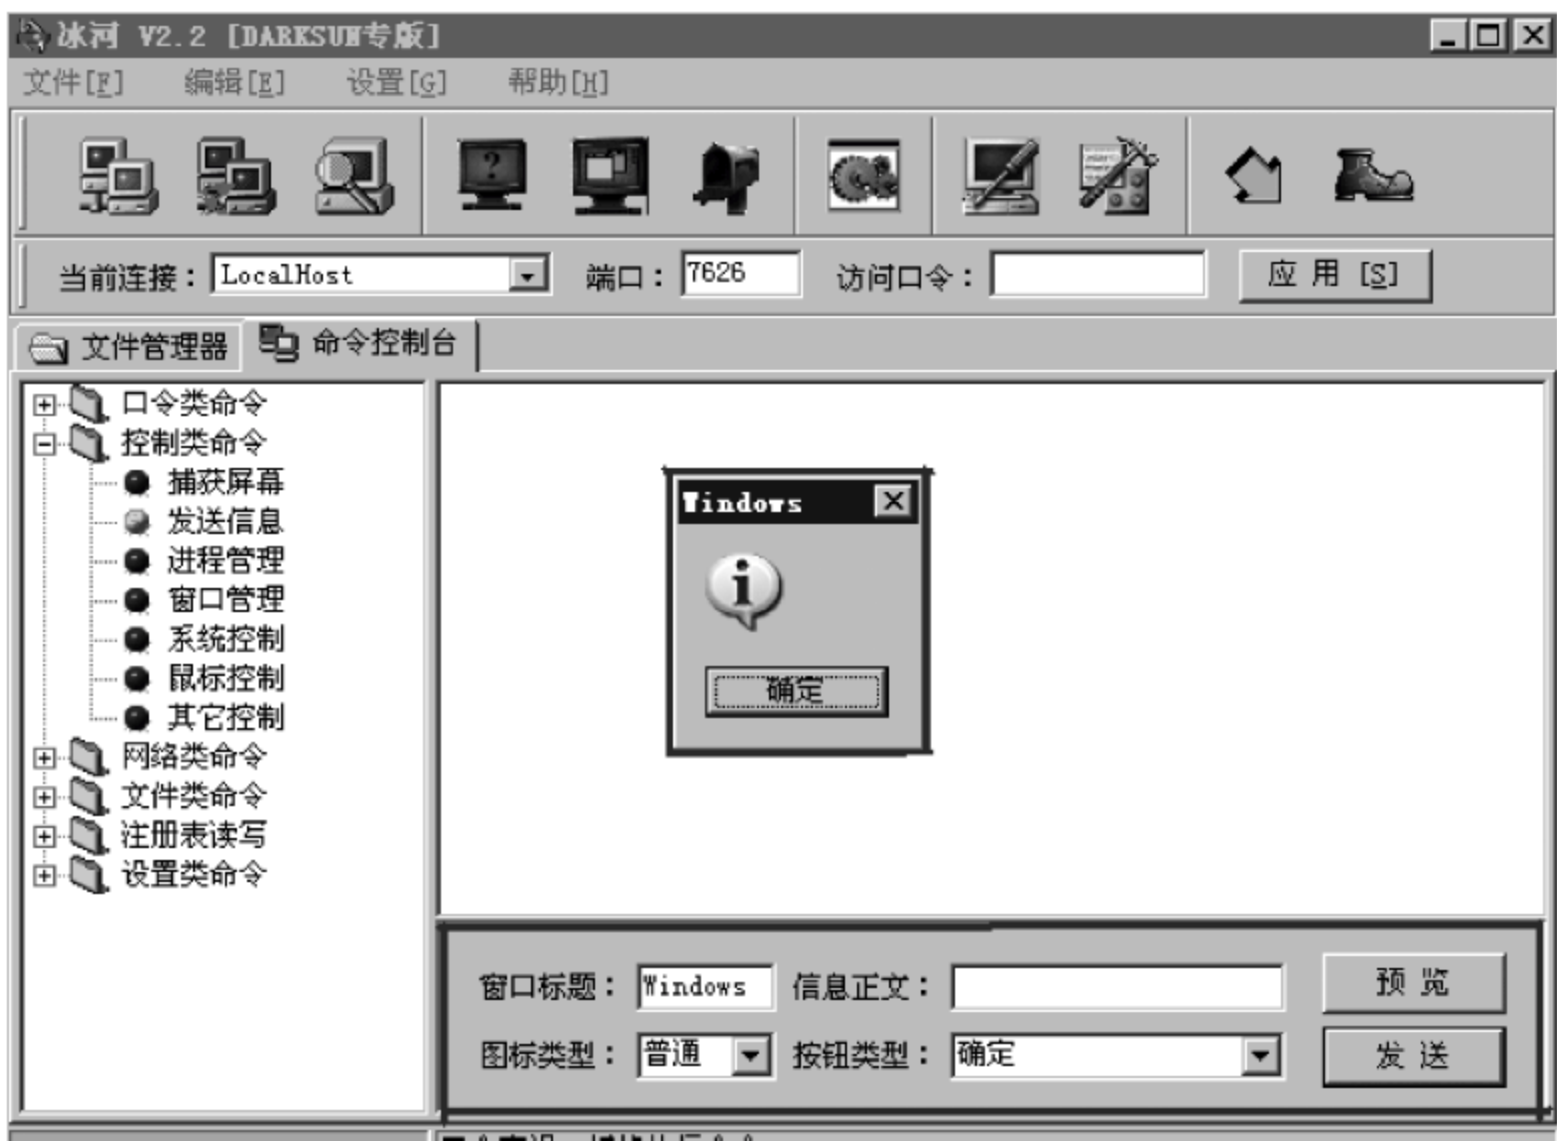 冰河 V2.2 [DARKSUN专版]
文件[F] 编辑[E] 设置[G] 帮助[H]
当前连接： LocalHost 端口： 7626 访问口令： 应用 [S]
文件管理器 命令控制台
口令类命令
控制类命令
捕获屏幕
发送信息
进程管理
窗口管理
系统控制
鼠标控制
其它控制
网络类命令
文件类命令
注册表读写
设置类命令
Windows
确定
窗口标题： Windows 信息正文： 预览
图标类型： 普通 按钮类型： 确定 发送